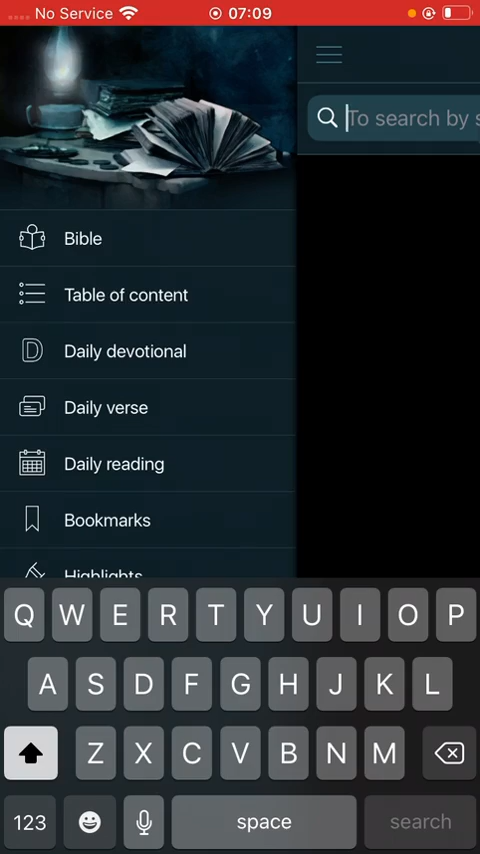 No Service 07:09
To search by s
Bible
Table of content
D Daily devotional
Daily verse
Daily reading
Bookmarks
Highlights
Q W E R T Y U I O P
A S D F G H J K L
Z X C V B N M
123 space search